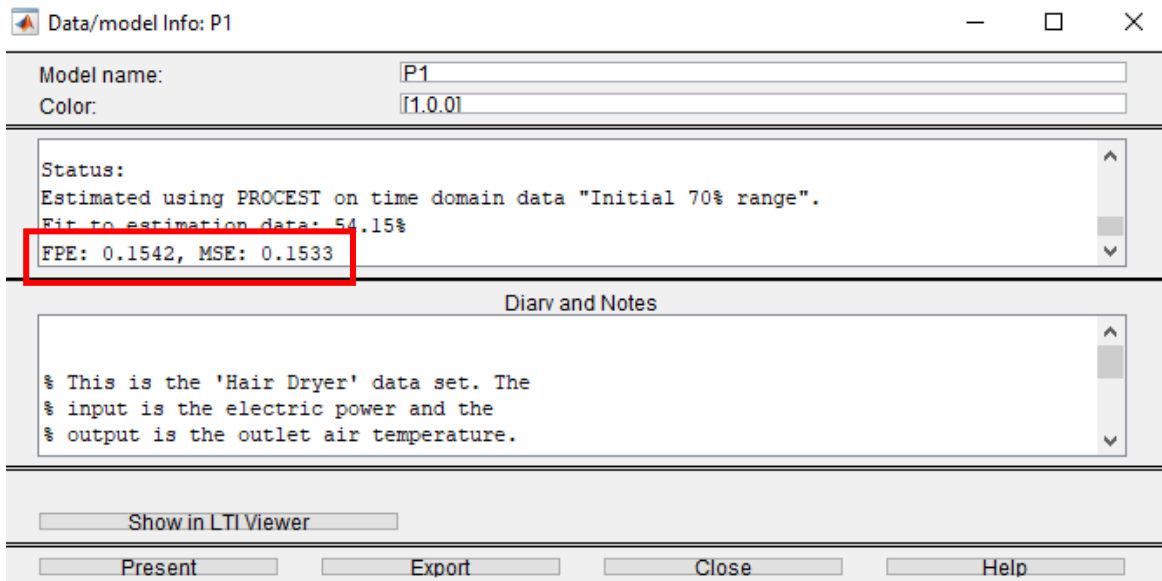 Data/model Info: P1
Model name: P1
Color: [1,0,0]
Status:
Estimated using PROCEST on time domain data "Initial 70% range".
Fit to estimation data: 54.15%
FPE: 0.1542, MSE: 0.1533
Diary and Notes
% This is the 'Hair Dryer' data set. The
% input is the electric power and the
% output is the outlet air temperature.
Show in LTI Viewer
Present Export Close Help